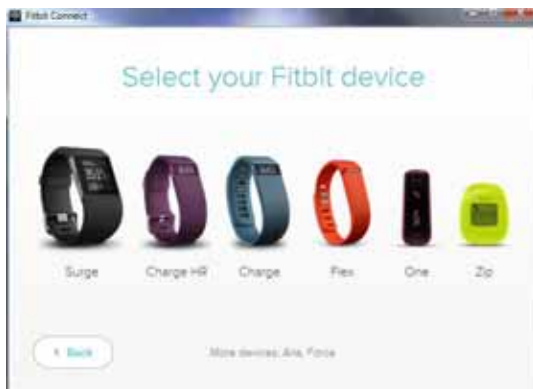 Fitbit Connect
Select your Fitbit device
Surge Charge HR Charge Flex One Zip
Back
More devices: Aria, Force